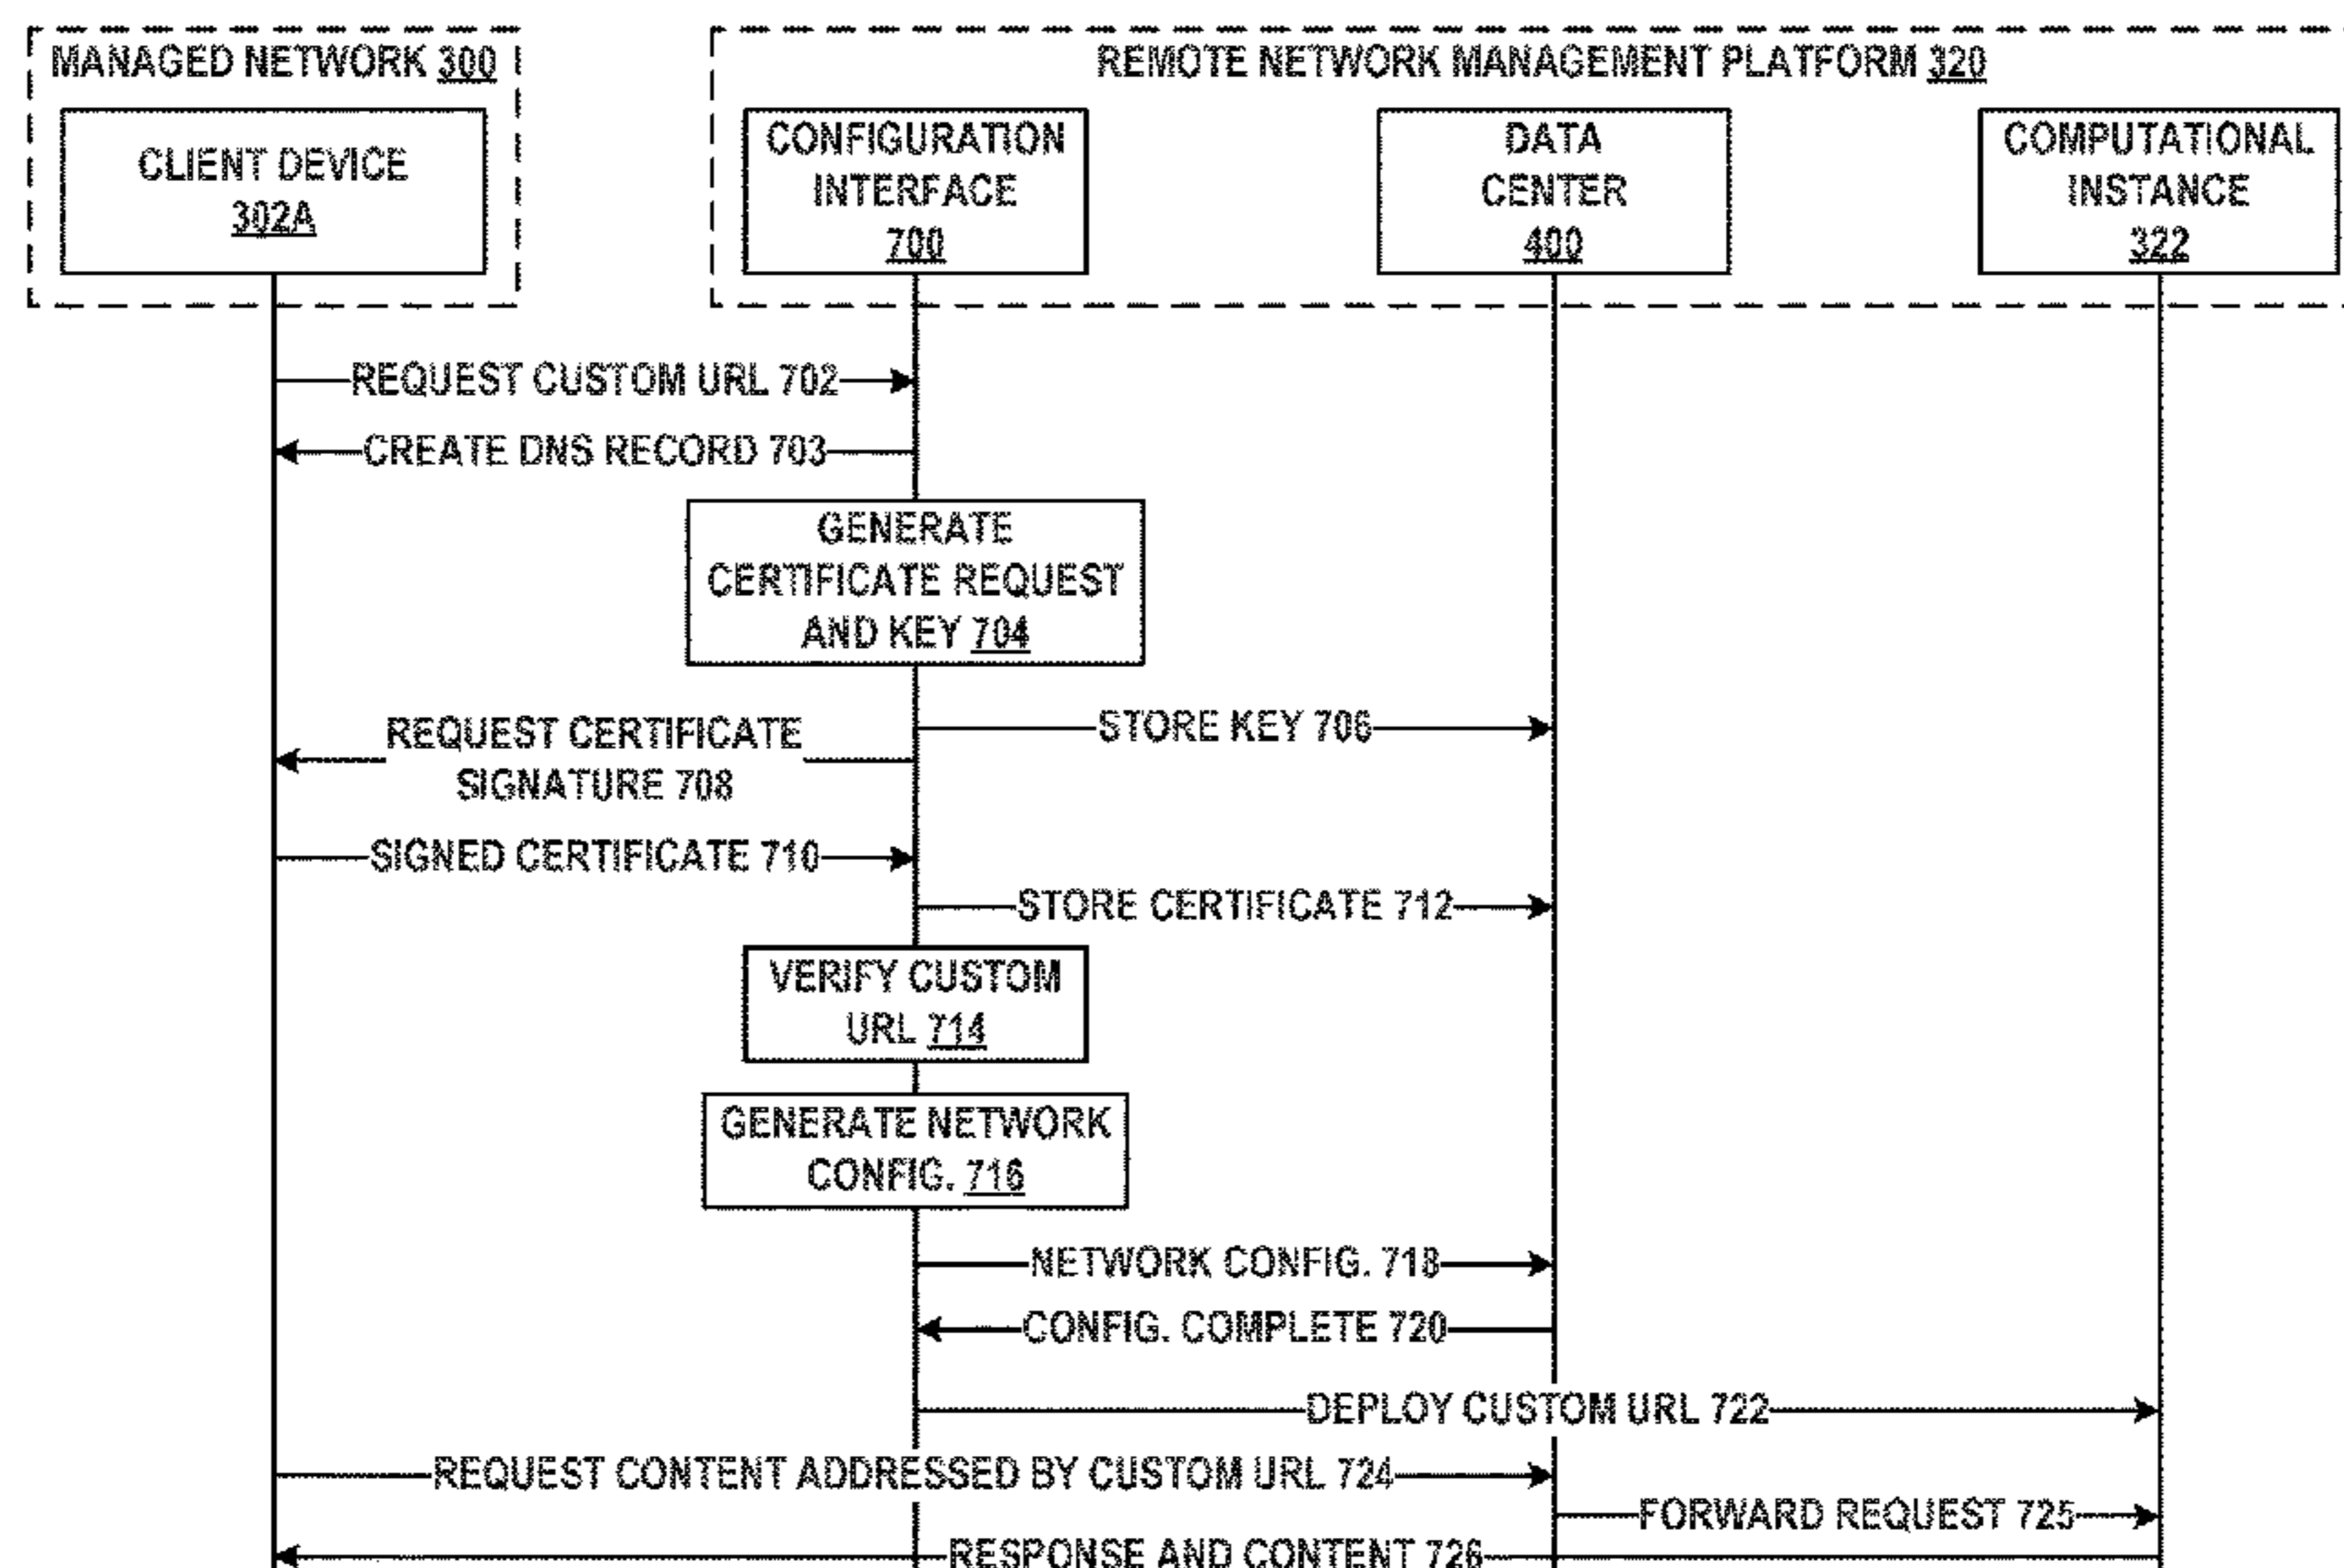 MANAGED NETWORK 300
REMOTE NETWORK MANAGEMENT PLATFORM 320
CLIENT DEVICE
302A
CONFIGURATION
INTERFACE
700
DATA
CENTER
400
COMPUTATIONAL
INSTANCE
322
REQUEST CUSTOM URL 702
CREATE DNS RECORD 703
GENERATE
CERTIFICATE REQUEST
AND KEY 704
STORE KEY 706
REQUEST CERTIFICATE
SIGNATURE 708
SIGNED CERTIFICATE 710
STORE CERTIFICATE 712
VERIFY CUSTOM
URL 714
GENERATE NETWORK
CONFIG. 716
NETWORK CONFIG. 718
CONFIG. COMPLETE 720
DEPLOY CUSTOM URL 722
REQUEST CONTENT ADDRESSED BY CUSTOM URL 724
FORWARD REQUEST 725
RESPONSE AND CONTENT 726